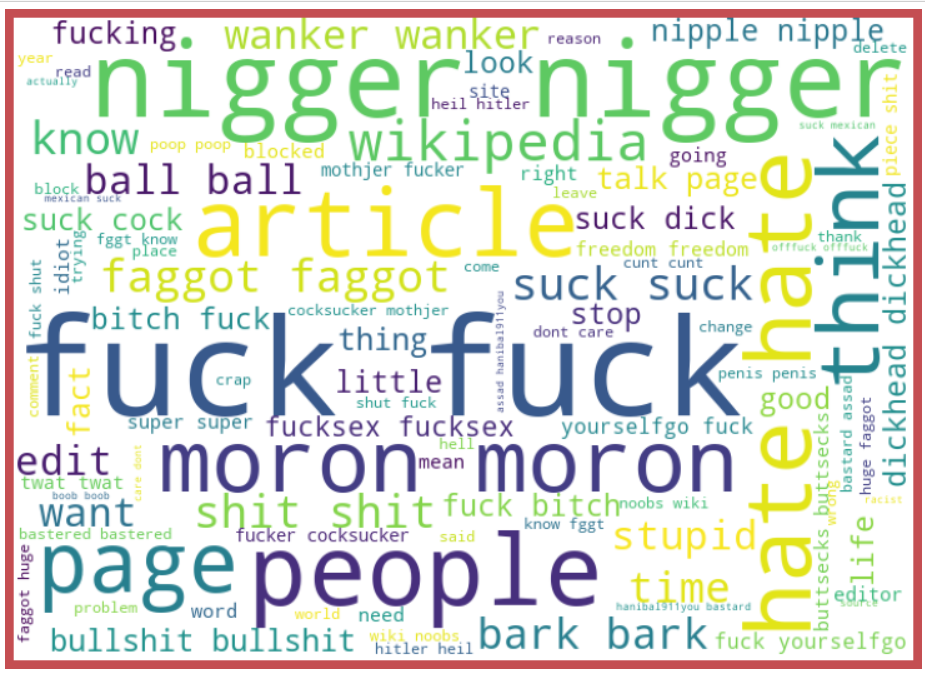 fucking
wanker wanker
reason
nipple nipple
delete
year
read
actually
nigger nigger
look
site
heil hitler
know
poop poop
blocked
wikipedia
going
suck mexican
piece shit
block
mexican suck
ball ball
mothjer fucker
right
leave
talk page
hate hate
think
suck cock
article
suck dick
fggt know
place
freedom freedom
thank
offfuck offfuck
fuck shut
idiot
trying
faggot faggot
come
cunt cunt
suck suck
dickhead dickhead
bitch fuck
cocksucker mothjer
assad hanibal911you
stop
dont care
change
fuck fuck
thing
crap
little
shut fuck
penis penis
comment
fact
super super
fucksex fucksex
yourselfgo fuck
good
buttsecks buttsecks
bastard assad
huge faggot
edit
care dont
moron moron
hell
mean
wrong
racist
twat twat
boob boob
want
shit shit
fuck bitch
noobs wiki
know fggt
bastered bastered
fucker cocksucker
said
stupid
life
faggot huge
page
people
time
editor
source
problem
word
world
need
hanibal911you bastard
bullshit bullshit
wiki noobs
hitler heil
bark bark
fuck yourselfgo